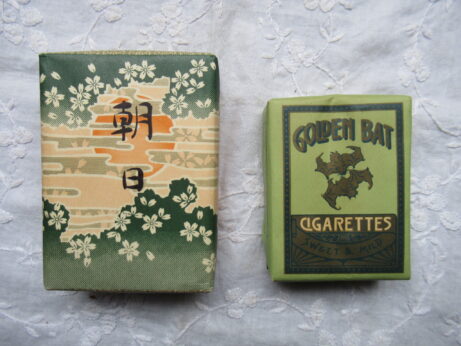 朝
日
GOLDEN BAT
CIGARETTES
SWEET & MILD